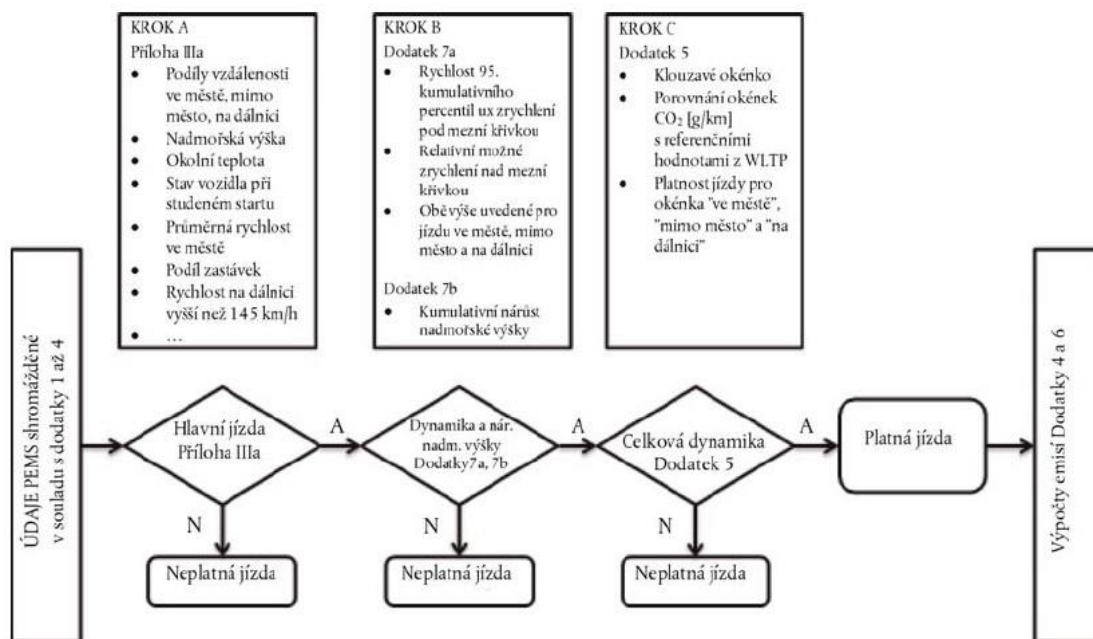 KROK A
Příloha IIIa
• Podíly vzdálenosti
ve městě, mimo
město, na dálnici
• Nadmořská výška
• Okolní teplota
• Stav vozidla při
studeném startu
• Průměrná rychlost
ve městě
• Podíl zastávek
• Rychlost na dálnici
vyšší než 145 km/h
• …
KROK B
Dodatek 7a
• Rychlost 95.
kumulativního
percentil ux zrychlení
pod mezní křivkou
• Relativní možné
zrychlení nad mezní
křivkou
• Obě výše uvedené pro
jízdu ve městě, mimo
město a na dálnici
Dodatek 7b
• Kumulativní nárůst
nadmořské výšky
KROK C
Dodatek 5
• Klouzavé okénko
• Porovnání okének
CO₂ [g/km]
s referenčními
hodnotami z WLTP
• Platnost jízdy pro
okénka "ve městě",
"mimo město" a "na
dálnici"
ÚDAJE PEMS shromážděné
v souladu s dodatky 1 až 4
Hlavní jízda
Příloha IIIa
A
N
Neplatná jízda
Dynamika a nár.
nadm. výšky
Dodatky7a, 7b
A
N
Neplatná jízda
Celková dynamika
Dodatek 5
A
N
Neplatná jízda
Platná jízda
Výpočty emisí Dodatky 4 a 6